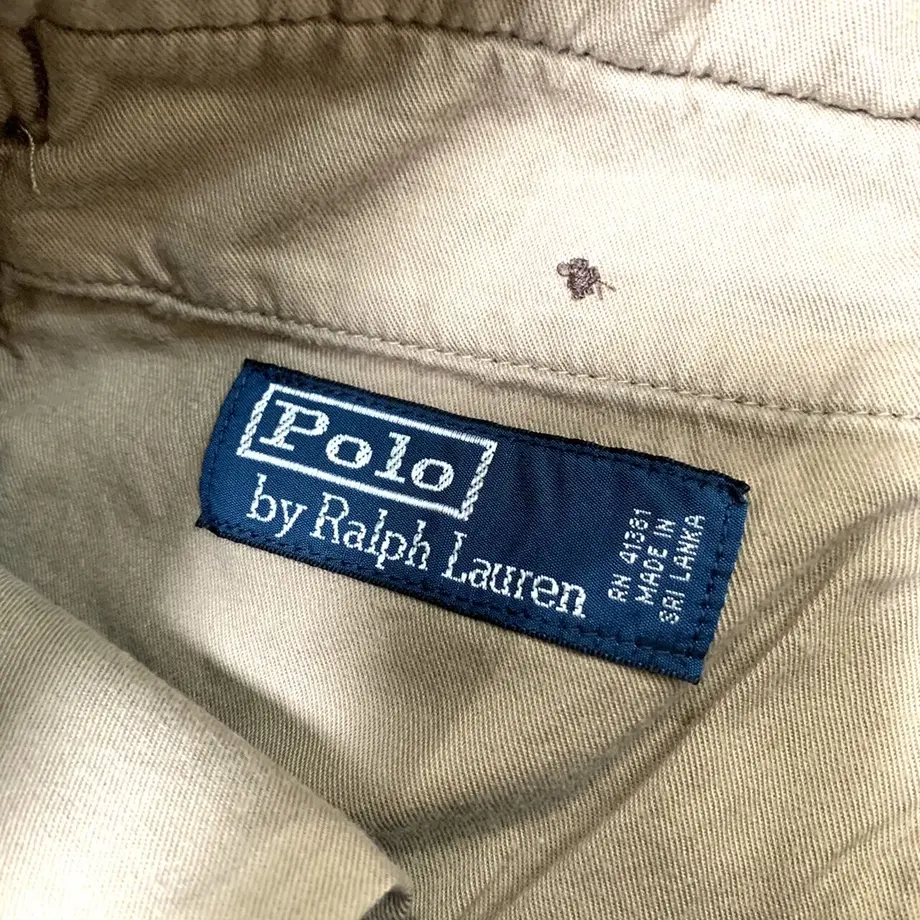 Polo
by Ralph Lauren
RN 41381
MADE IN
SRI LANKA